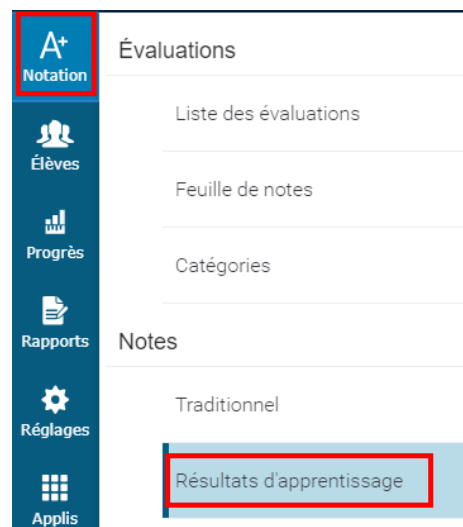 A+
Notation
Élèves
Progrès
Rapports
Réglages
Applis
Évaluations
Liste des évaluations
Feuille de notes
Catégories
Notes
Traditionnel
Résultats d'apprentissage